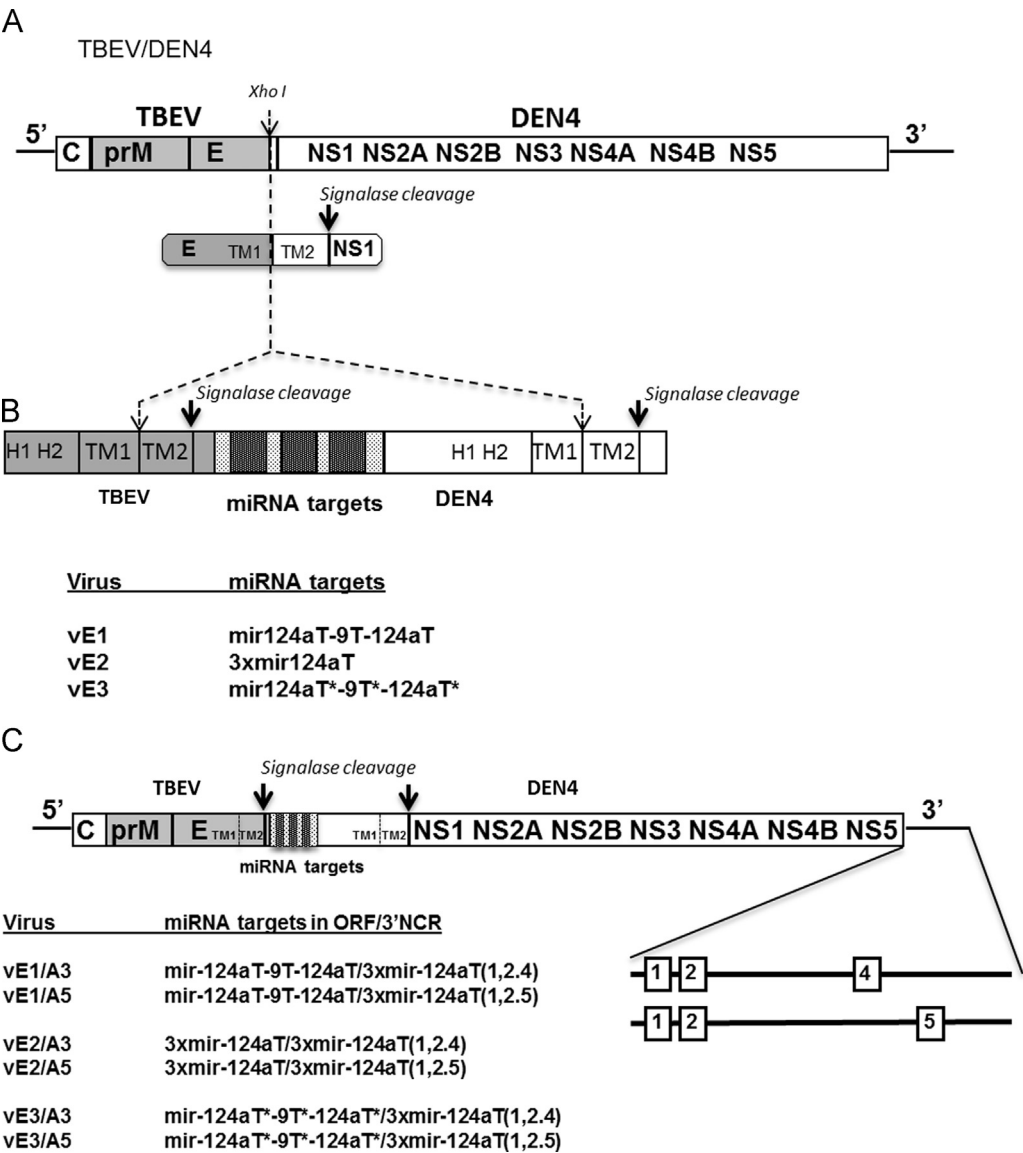 A
TBEV/DEN4
Xho I
TBEV DEN4
5’ 3’
C prM E NS1 NS2A NS2B NS3 NS4A NS4B NS5
Signalase cleavage
E TM1 TM2 NS1
Signalase cleavage Signalase cleavage
B
H1 H2 TM1 TM2 H1 H2 TM1 TM2
TBEV miRNA targets DEN4
Virus miRNA targets
vE1 mir124aT-9T-124aT
vE2 3xmir124aT
vE3 mir124aT*-9T*-124aT*
C
Signalase cleavage
TBEV DEN4
5’ 3’
C prM E TM1 TM2 TM1 TM2 NS1 NS2A NS2B NS3 NS4A NS4B NS5
miRNA targets
Virus miRNA targets in ORF/3’NCR
vE1/A3 mir-124aT-9T-124aT/3xmir-124aT(1,2.4)
vE1/A5 mir-124aT-9T-124aT/3xmir-124aT(1,2.5)
vE2/A3 3xmir-124aT/3xmir-124aT(1,2.4)
vE2/A5 3xmir-124aT/3xmir-124aT(1,2.5)
vE3/A3 mir-124aT*-9T*-124aT*/3xmir-124aT(1,2.4)
vE3/A5 mir-124aT*-9T*-124aT*/3xmir-124aT(1,2.5)
1 2 4
1 2 5